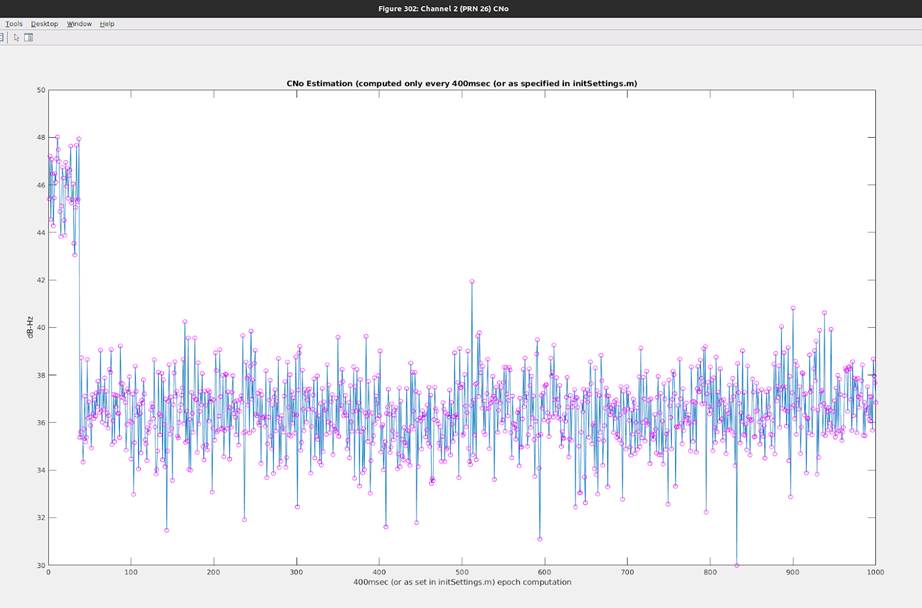 Figure 302: Channel 2 (PRN 26) CNo
Tools Desktop Window Help
CNo Estimation (computed only every 400msec (or as specified in initSettings.m)
50
48
46
44
42
40
38
36
34
32
30
dB-Hz
0 100 200 300 400 500 600 700 800 900 1000
400msec (or as set in initSettings.m) epoch computation